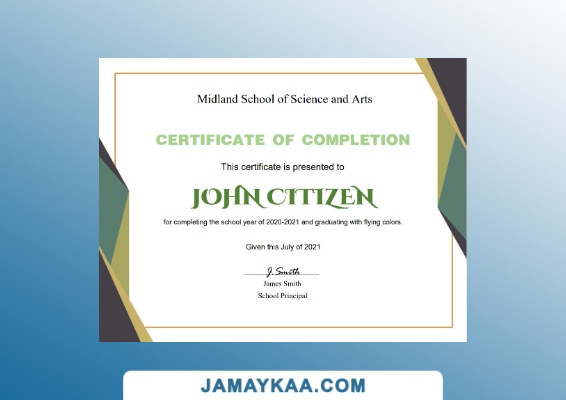 Midland School of Science and Arts
CERTIFICATE OF COMPLETION
This certificate is presented to
JOHN CITIZEN
for completing the school year of 2020-2021 and graduating with flying colors.
Given this July of 2021
J. Smith
James Smith
School Principal
JAMAYKAA.COM